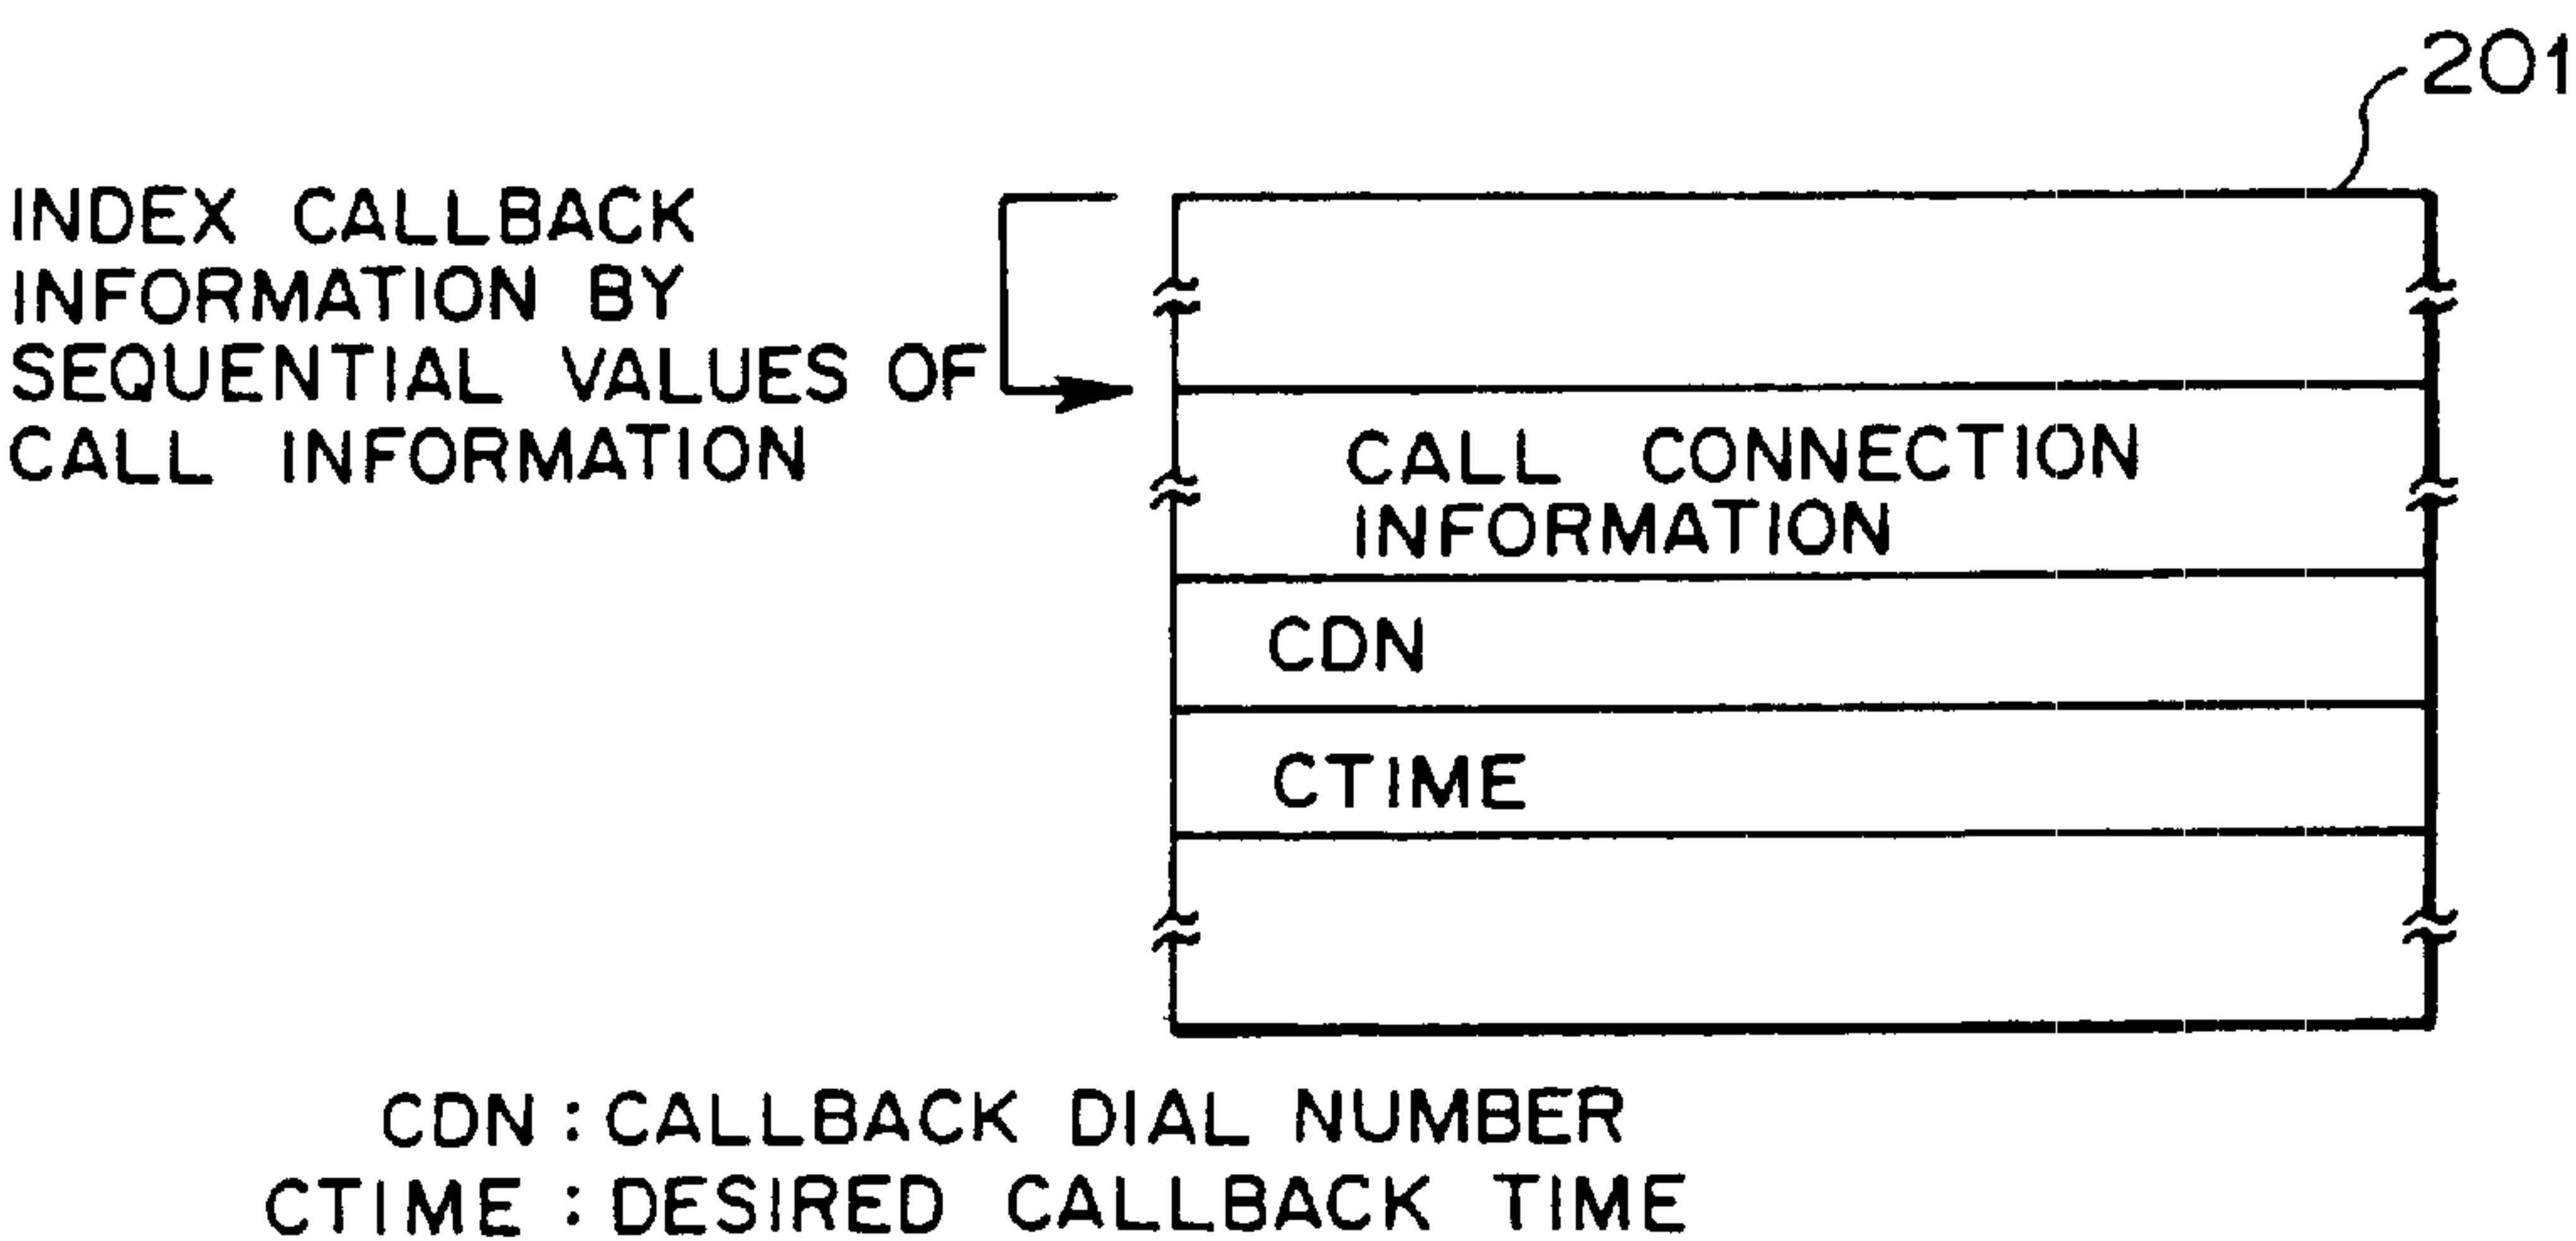 201
INDEX CALLBACK
INFORMATION BY
SEQUENTIAL VALUES OF
CALL INFORMATION
CALL CONNECTION
INFORMATION
CDN
CTIME
CDN : CALLBACK DIAL NUMBER
CTIME : DESIRED CALLBACK TIME